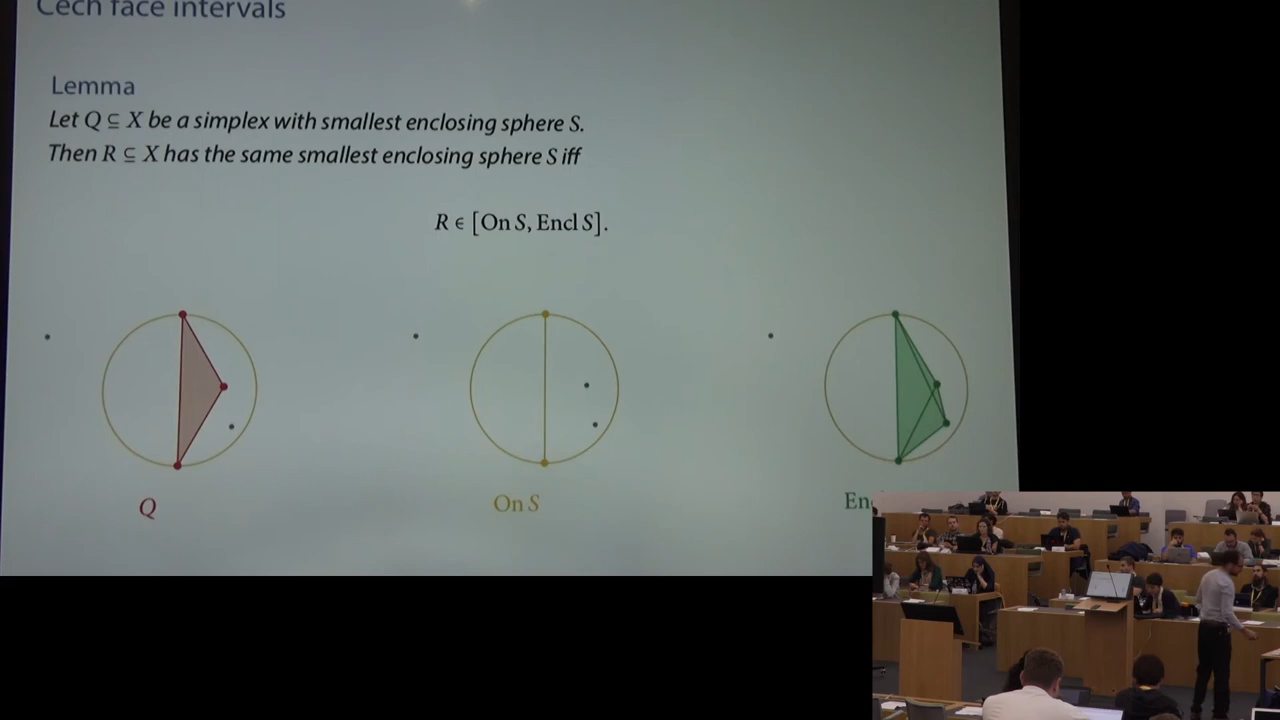 Čech face intervals
Lemma
Let Q ⊆ X be a simplex with smallest enclosing sphere S.
Then R ⊆ X has the same smallest enclosing sphere S iff
R ∈ [On S, Encl S].
Q
On S